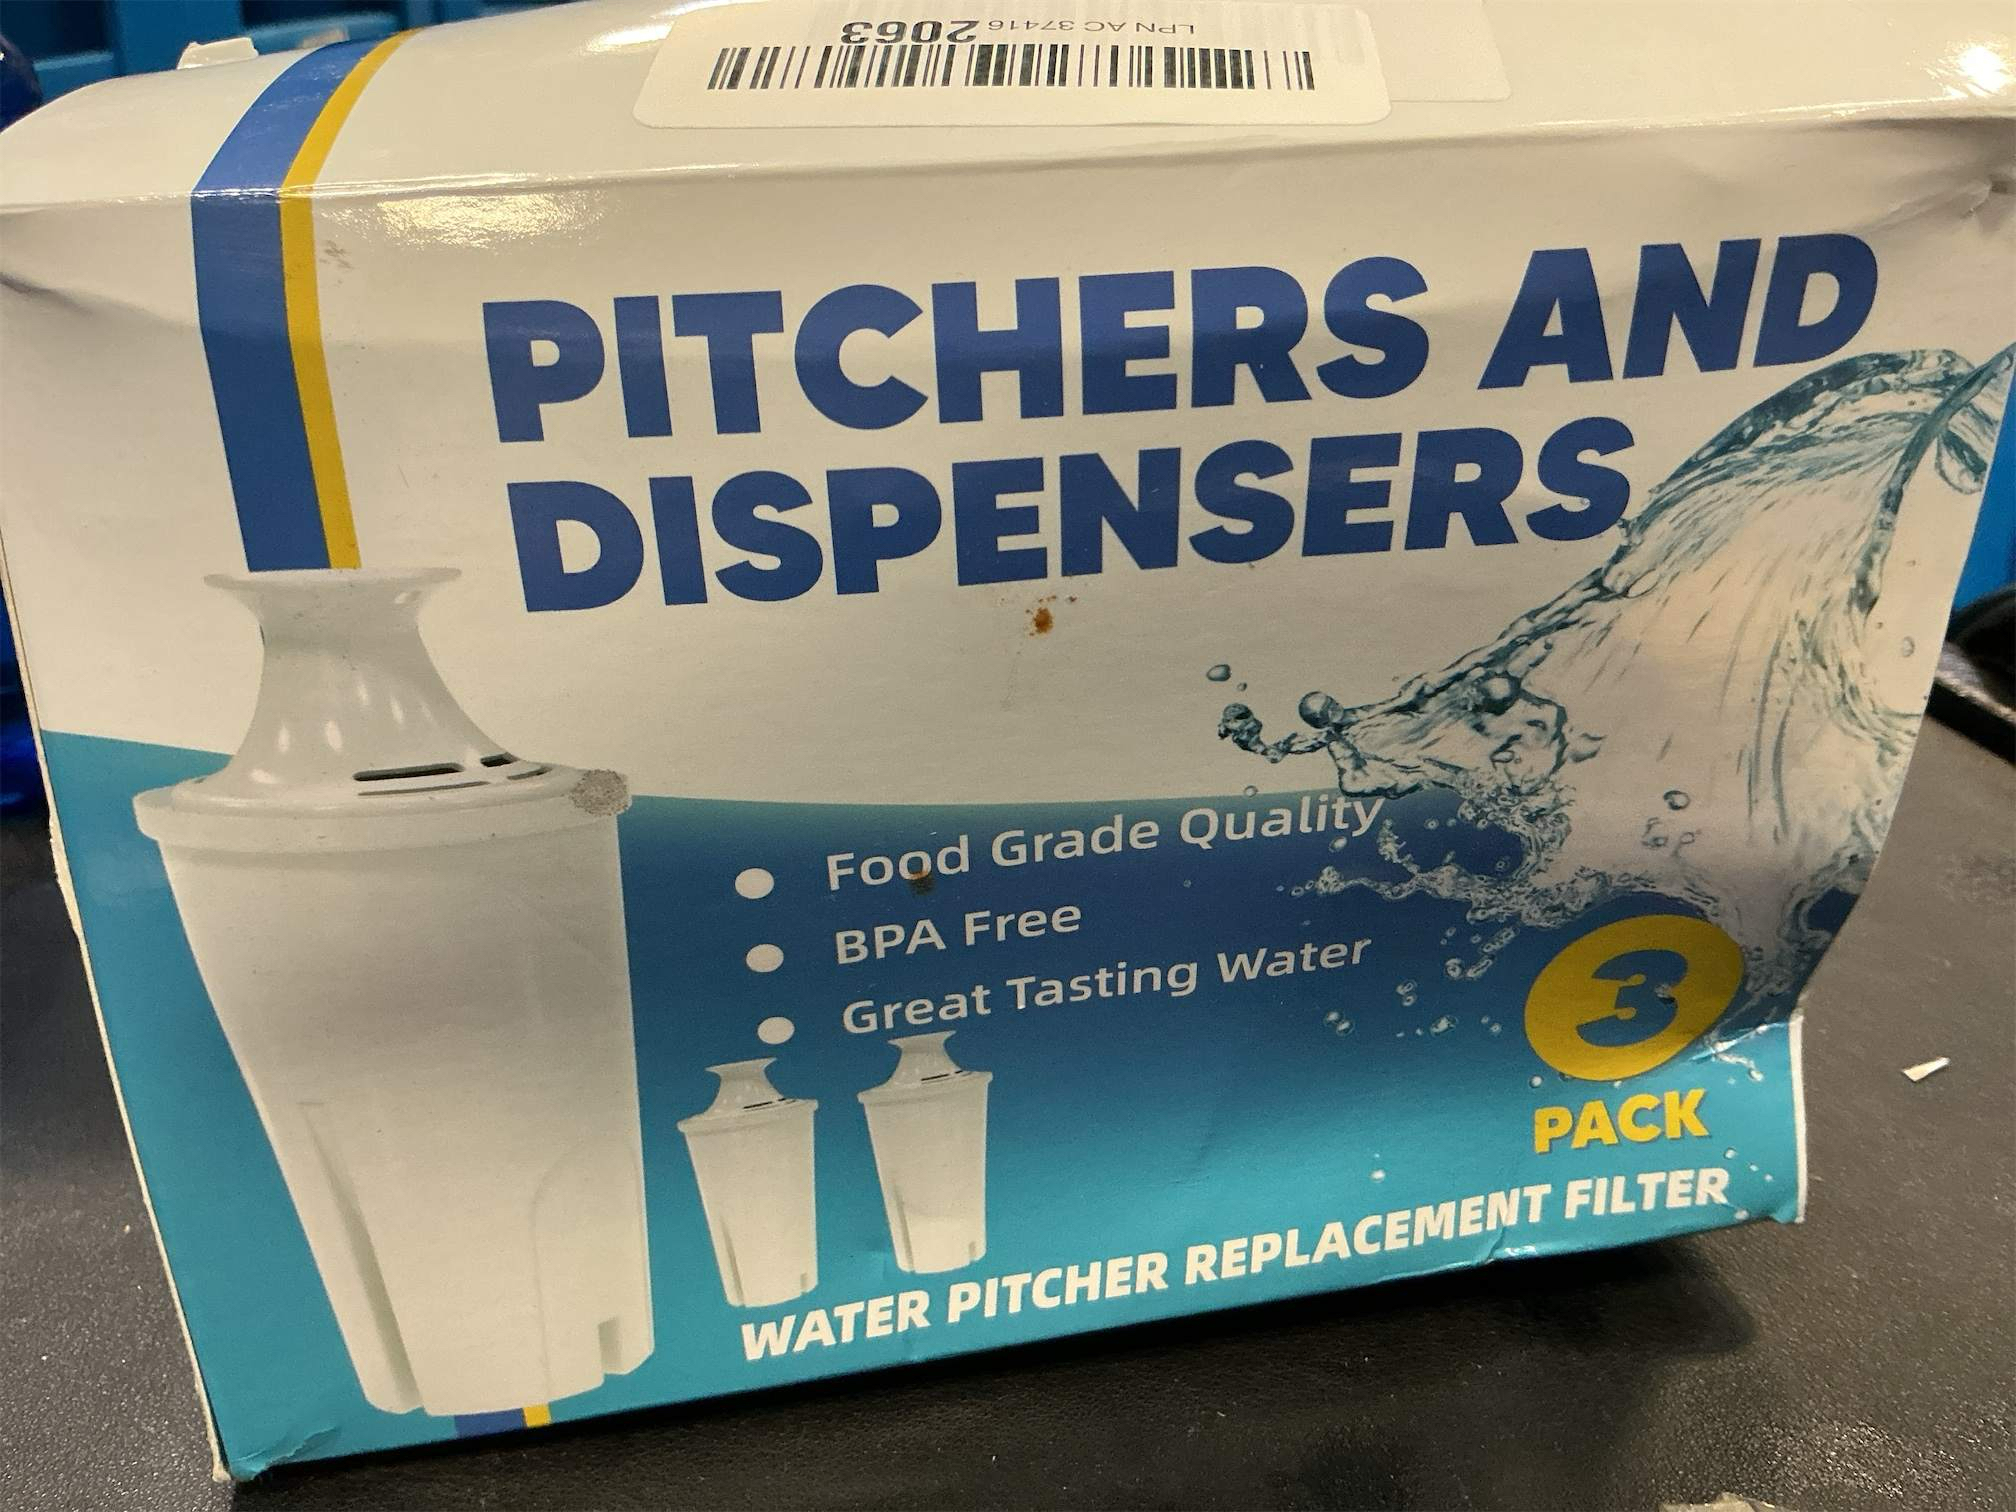 LPN AC 37416 2063
PITCHERS AND
DISPENSERS
Food Grade Quality
BPA Free
Great Tasting Water
3
PACK
WATER PITCHER REPLACEMENT FILTER